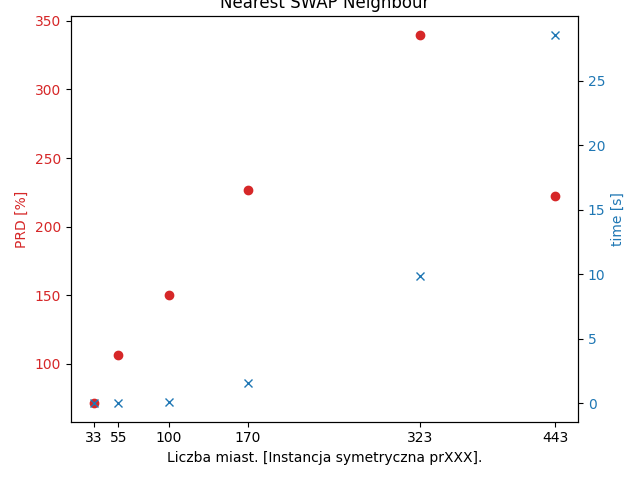 Nearest SWAP Neighbour
350
300
250
200
150
100
PRD [%]
25
20
15
10
5
0
time [s]
33 55 100 170 323 443
Liczba miast. [Instancja symetryczna prXXX].